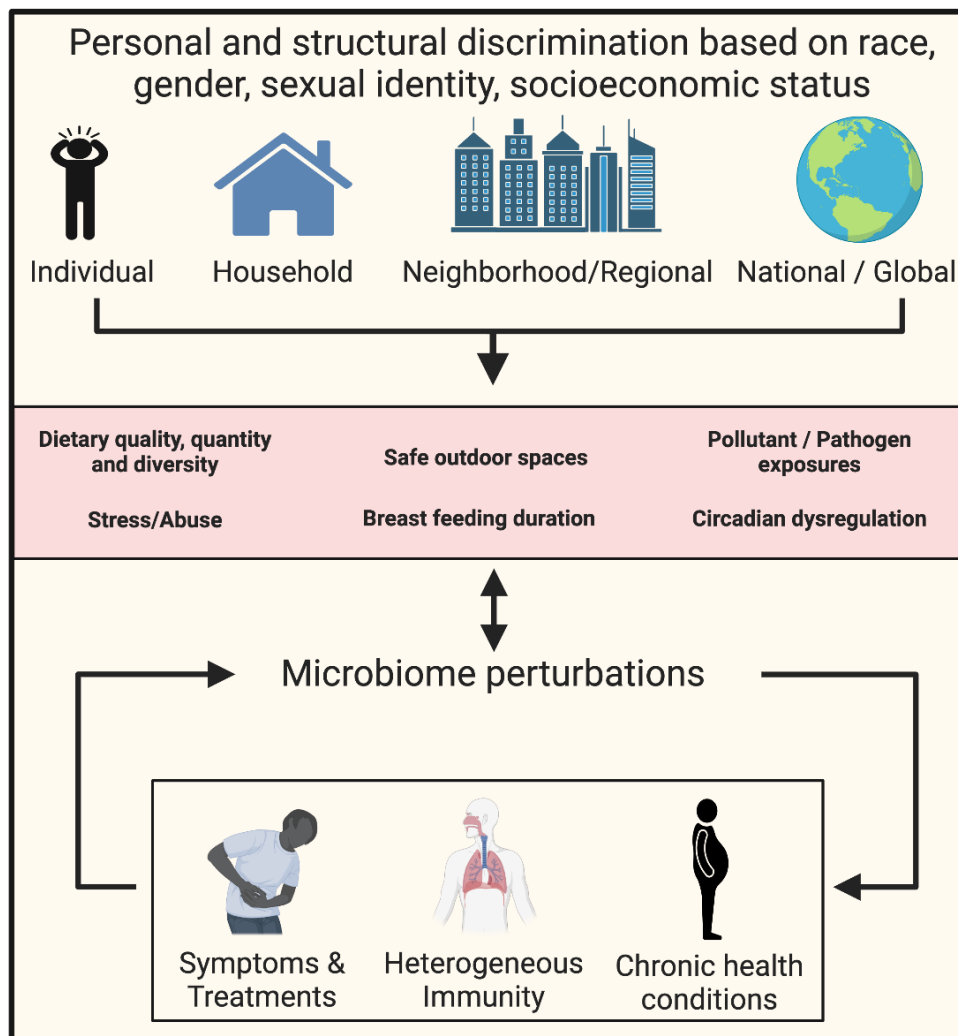 Personal and structural discrimination based on race,
gender, sexual identity, socioeconomic status
Individual
Household
Neighborhood/Regional
National / Global
Dietary quality, quantity
and diversity
Safe outdoor spaces
Pollutant / Pathogen
exposures
Stress/Abuse
Breast feeding duration
Circadian dysregulation
Microbiome perturbations
Symptoms &
Treatments
Heterogeneous
Immunity
Chronic health
conditions